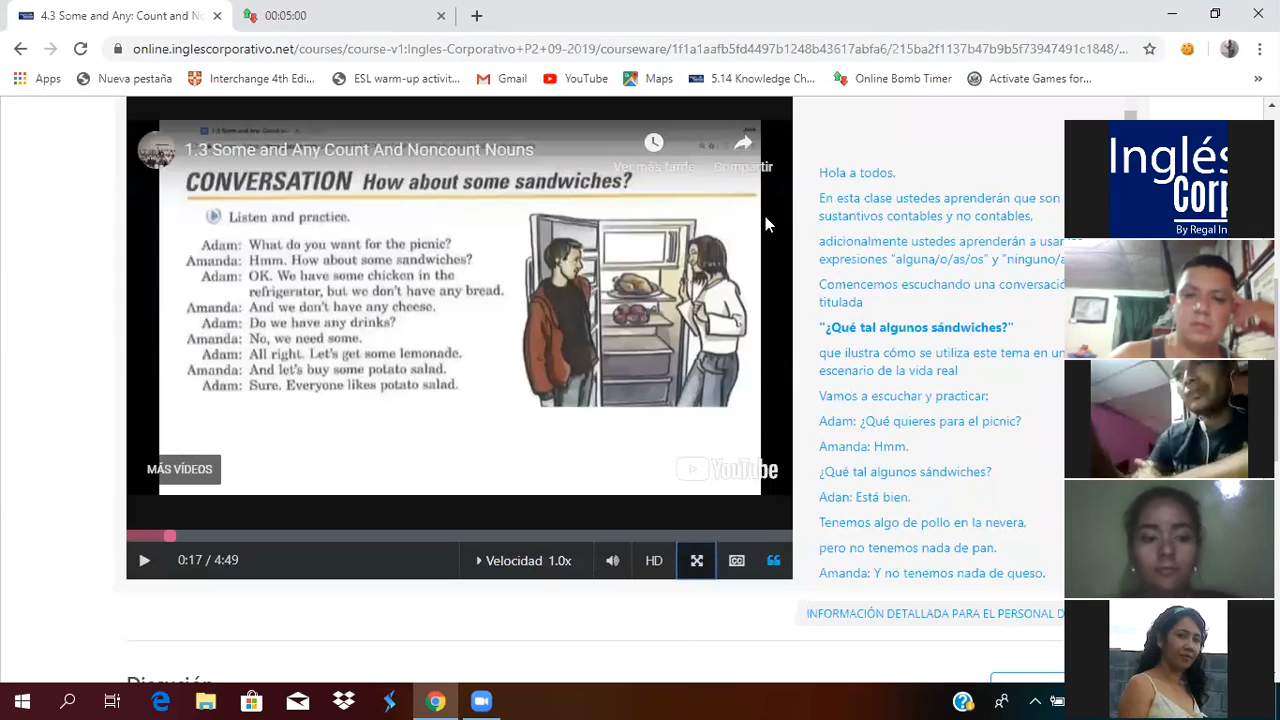 4.3 Some and Any: Count and No
00:05:00
online.inglescorporativo.net/courses/course-v1:Ingles-Corporativo+P2+09-2019/courseware/1f1a1aafb5fd4497b1248b43617abfa6/215ba2f1137b47b9b5f73947491c1848/...
Apps
Nueva pestaña
Interchange 4th Edi...
ESL warm-up activit...
Gmail
YouTube
Maps
5.14 Knowledge Ch...
Online Bomb Timer
Activate Games for...
»
1.3 Some and Any Count And Noncount Nouns
Ver más tarde
Compartir
CONVERSATION How about some sandwiches?
Listen and practice.
Adam: What do you want for the picnic?
Amanda: Hmm. How about some sandwiches?
Adam: OK. We have some chicken in the
refrigerator, but we don't have any bread.
Amanda: And we don't have any cheese.
Adam: Do we have any drinks?
Amanda: No, we need some.
Adam: All right. Let's get some lemonade.
Amanda: And let's buy some potato salad.
Adam: Sure. Everyone likes potato salad.
MÁS VÍDEOS
YouTube
0:17 / 4:49
Velocidad 1.0x
HD
Hola a todos.
En esta clase ustedes aprenderán que son
sustantivos contables y no contables,
adicionalmente ustedes aprenderán a usar
expresiones "alguna/o/as/os" y "ninguno/a
Comencemos escuchando una conversació
titulada
"¿Qué tal algunos sándwiches?"
que ilustra cómo se utiliza este tema en un
escenario de la vida real
Vamos a escuchar y practicar:
Adam: ¿Qué quieres para el picnic?
Amanda: Hmm.
¿Qué tal algunos sándwiches?
Adan: Está bien.
Tenemos algo de pollo en la nevera,
pero no tenemos nada de pan.
Amanda: Y no tenemos nada de queso.
INFORMACIÓN DETALLADA PARA EL PERSONAL D
Discusión
Inglés
Corp
By Regal In